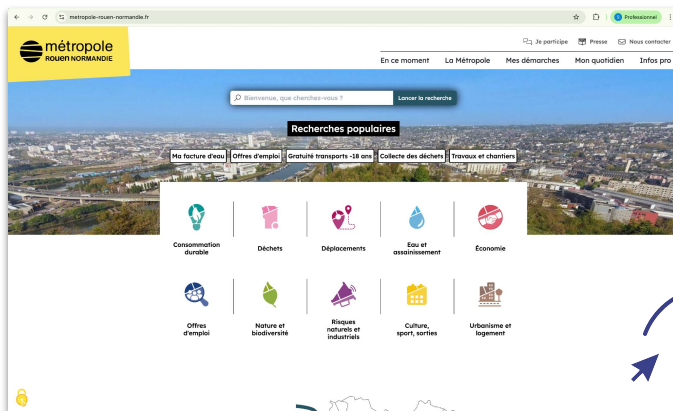 metropole-rouen-normandie.fr
Professionnel
Je participe
Presse
Nous contacter
métropole
ROUEN NORMANDIE
En ce moment
La Métropole
Mes démarches
Mon quotidien
Infos pro
Bienvenue, que cherchez-vous ?
Lancer la recherche
Recherches populaires
Ma facture d'eau
Offres d'emploi
Gratuité transports -18 ans
Collecte des déchets
Travaux et chantiers
Consommation
durable
Déchets
Déplacements
Eau et
assainissement
Économie
Offres
d'emploi
Nature et
biodiversité
Risques
naturels et
industriels
Culture,
sport, sorties
Urbanisme et
logement